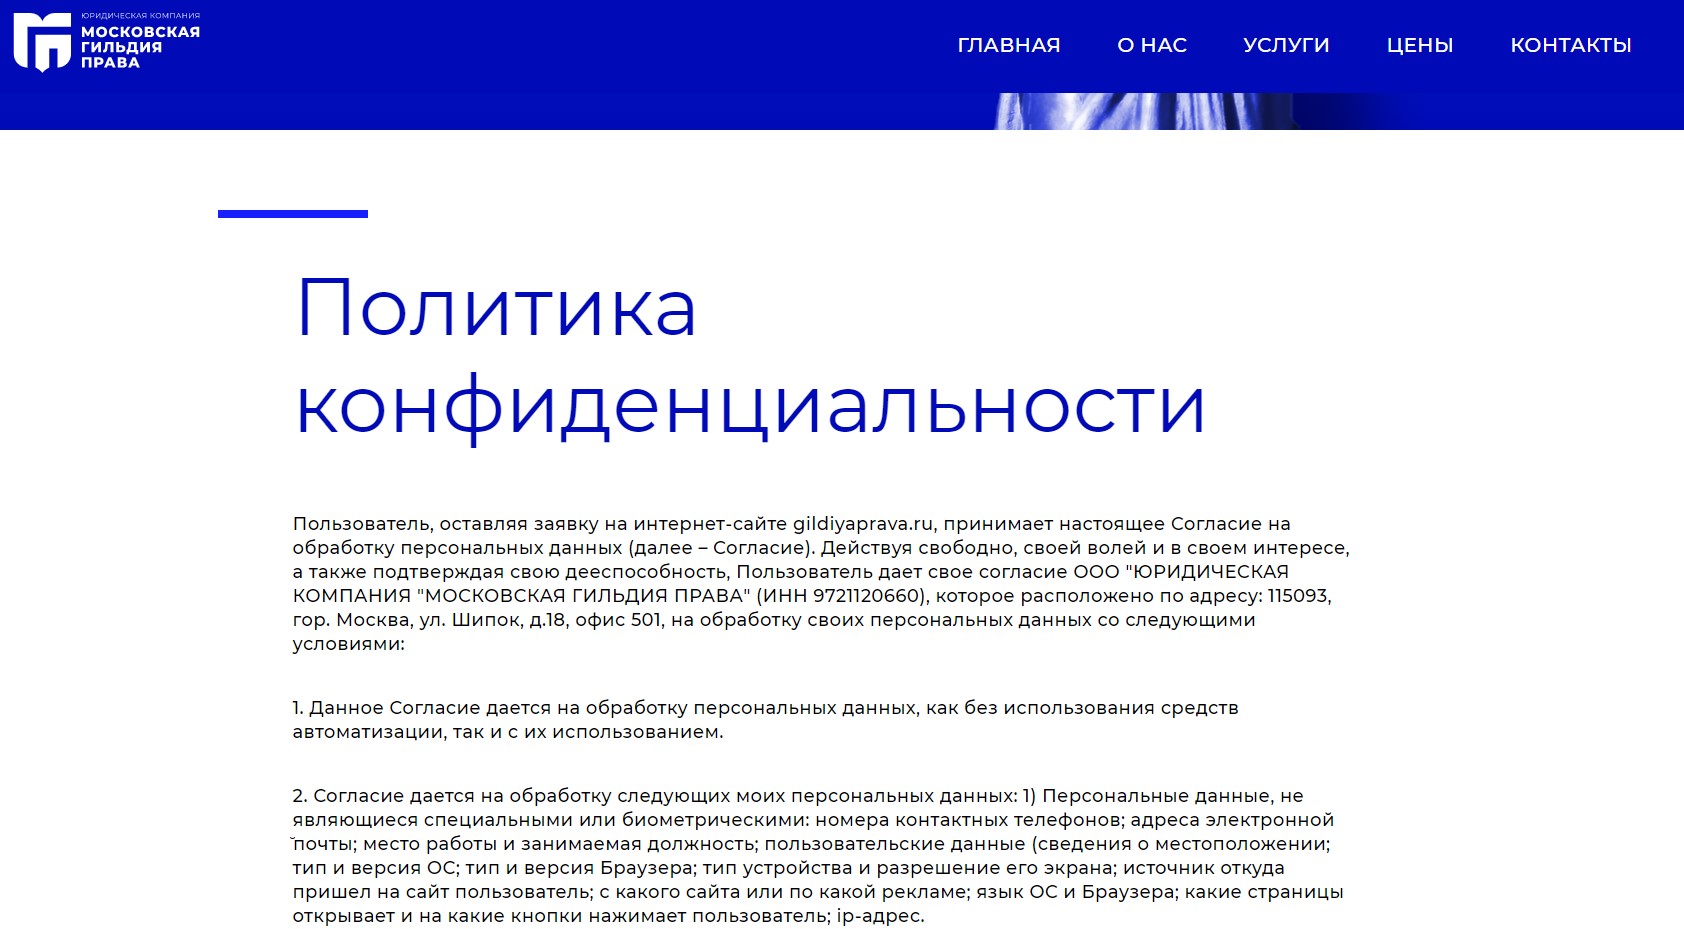 ЮРИДИЧЕСКАЯ КОМПАНИЯ
МОСКОВСКАЯ
ГИЛЬДИЯ
ПРАВА
ГЛАВНАЯ О НАС УСЛУГИ ЦЕНЫ КОНТАКТЫ
Политика
конфиденциальности
Пользователь, оставляя заявку на интернет-сайте gildiyaprava.ru, принимает настоящее Согласие на
обработку персональных данных (далее – Согласие). Действуя свободно, своей волей и в своем интересе,
а также подтверждая свою дееспособность, Пользователь дает свое согласие ООО "ЮРИДИЧЕСКАЯ
КОМПАНИЯ "МОСКОВСКАЯ ГИЛЬДИЯ ПРАВА" (ИНН 9721120660), которое расположено по адресу: 115093,
гор. Москва, ул. Шипок, д.18, офис 501, на обработку своих персональных данных со следующими
условиями:
1. Данное Согласие дается на обработку персональных данных, как без использования средств
автоматизации, так и с их использованием.
2. Согласие дается на обработку следующих моих персональных данных: 1) Персональные данные, не
являющиеся специальными или биометрическими: номера контактных телефонов; адреса электронной
почты; место работы и занимаемая должность; пользовательские данные (сведения о местоположении;
тип и версия ОС; тип и версия Браузера; тип устройства и разрешение его экрана; источник откуда
пришел на сайт пользователь; с какого сайта или по какой рекламе; язык ОС и Браузера; какие страницы
открывает и на какие кнопки нажимает пользователь; ip-адрес.